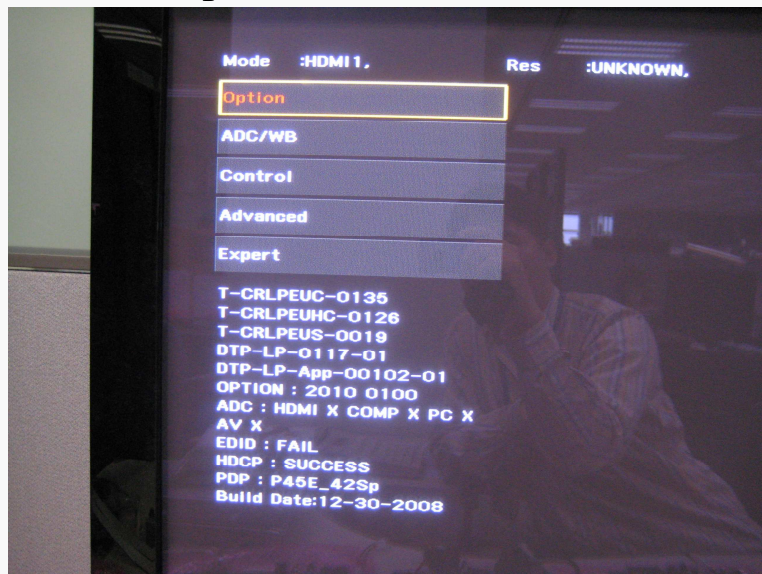 Mode :HDMI1, Res :UNKNOWN,
Option
ADC/WB
Control
Advanced
Expert
T-CRLPEUC-0135
T-CRLPEUHC-0126
T-CRLPEUS-0019
DTP-LP-0117-01
DTP-LP-App-00102-01
OPTION : 2010 0100
ADC : HDMI X COMP X PC X
AV X
EDID : FAIL
HDCP : SUCCESS
PDP : P45E_42Sp
Build Date:12-30-2008